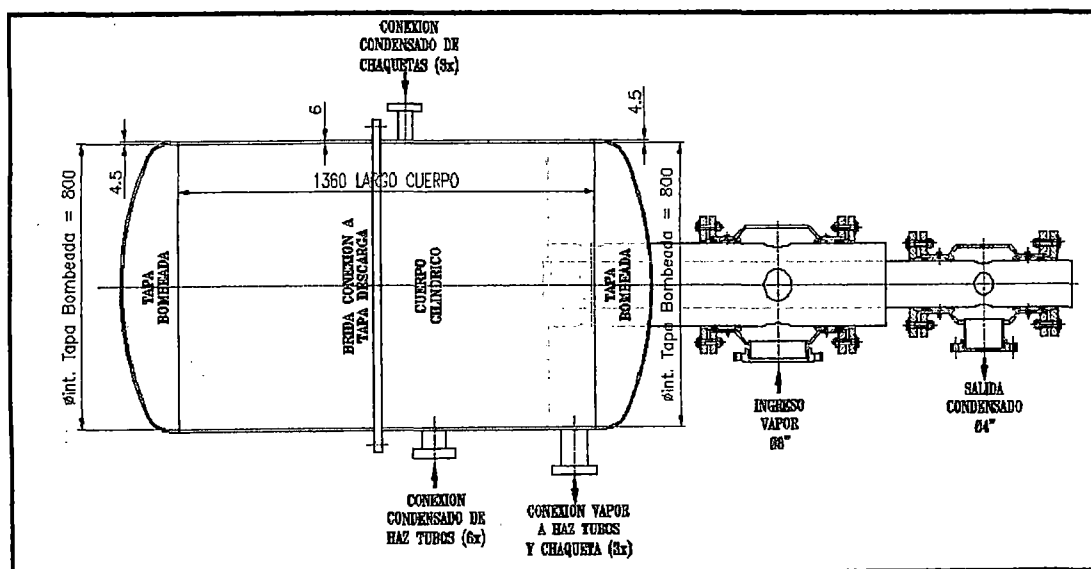 CONEXION
CONDENSADO DE
CHAQUETAS (3x)
4.5
6
4.5
1360 LARGO CUERPO
Øint. Tapa Bombeada = 800
TAPA
BOMBEADA
BRIDA CONEXION A
TAPA DESCARGA
CUERPO
CILINDRICO
TAPA
BOMBEADA
Øint. Tapa Bombeada = 800
INGRESO
VAPOR
Ø8"
SALIDA
CONDENSADO
Ø4"
CONEXION
CONDENSADO DE
HAZ TUBOS (6x)
CONEXION VAPOR
A HAZ TUBOS
Y CHAQUETA (3x)